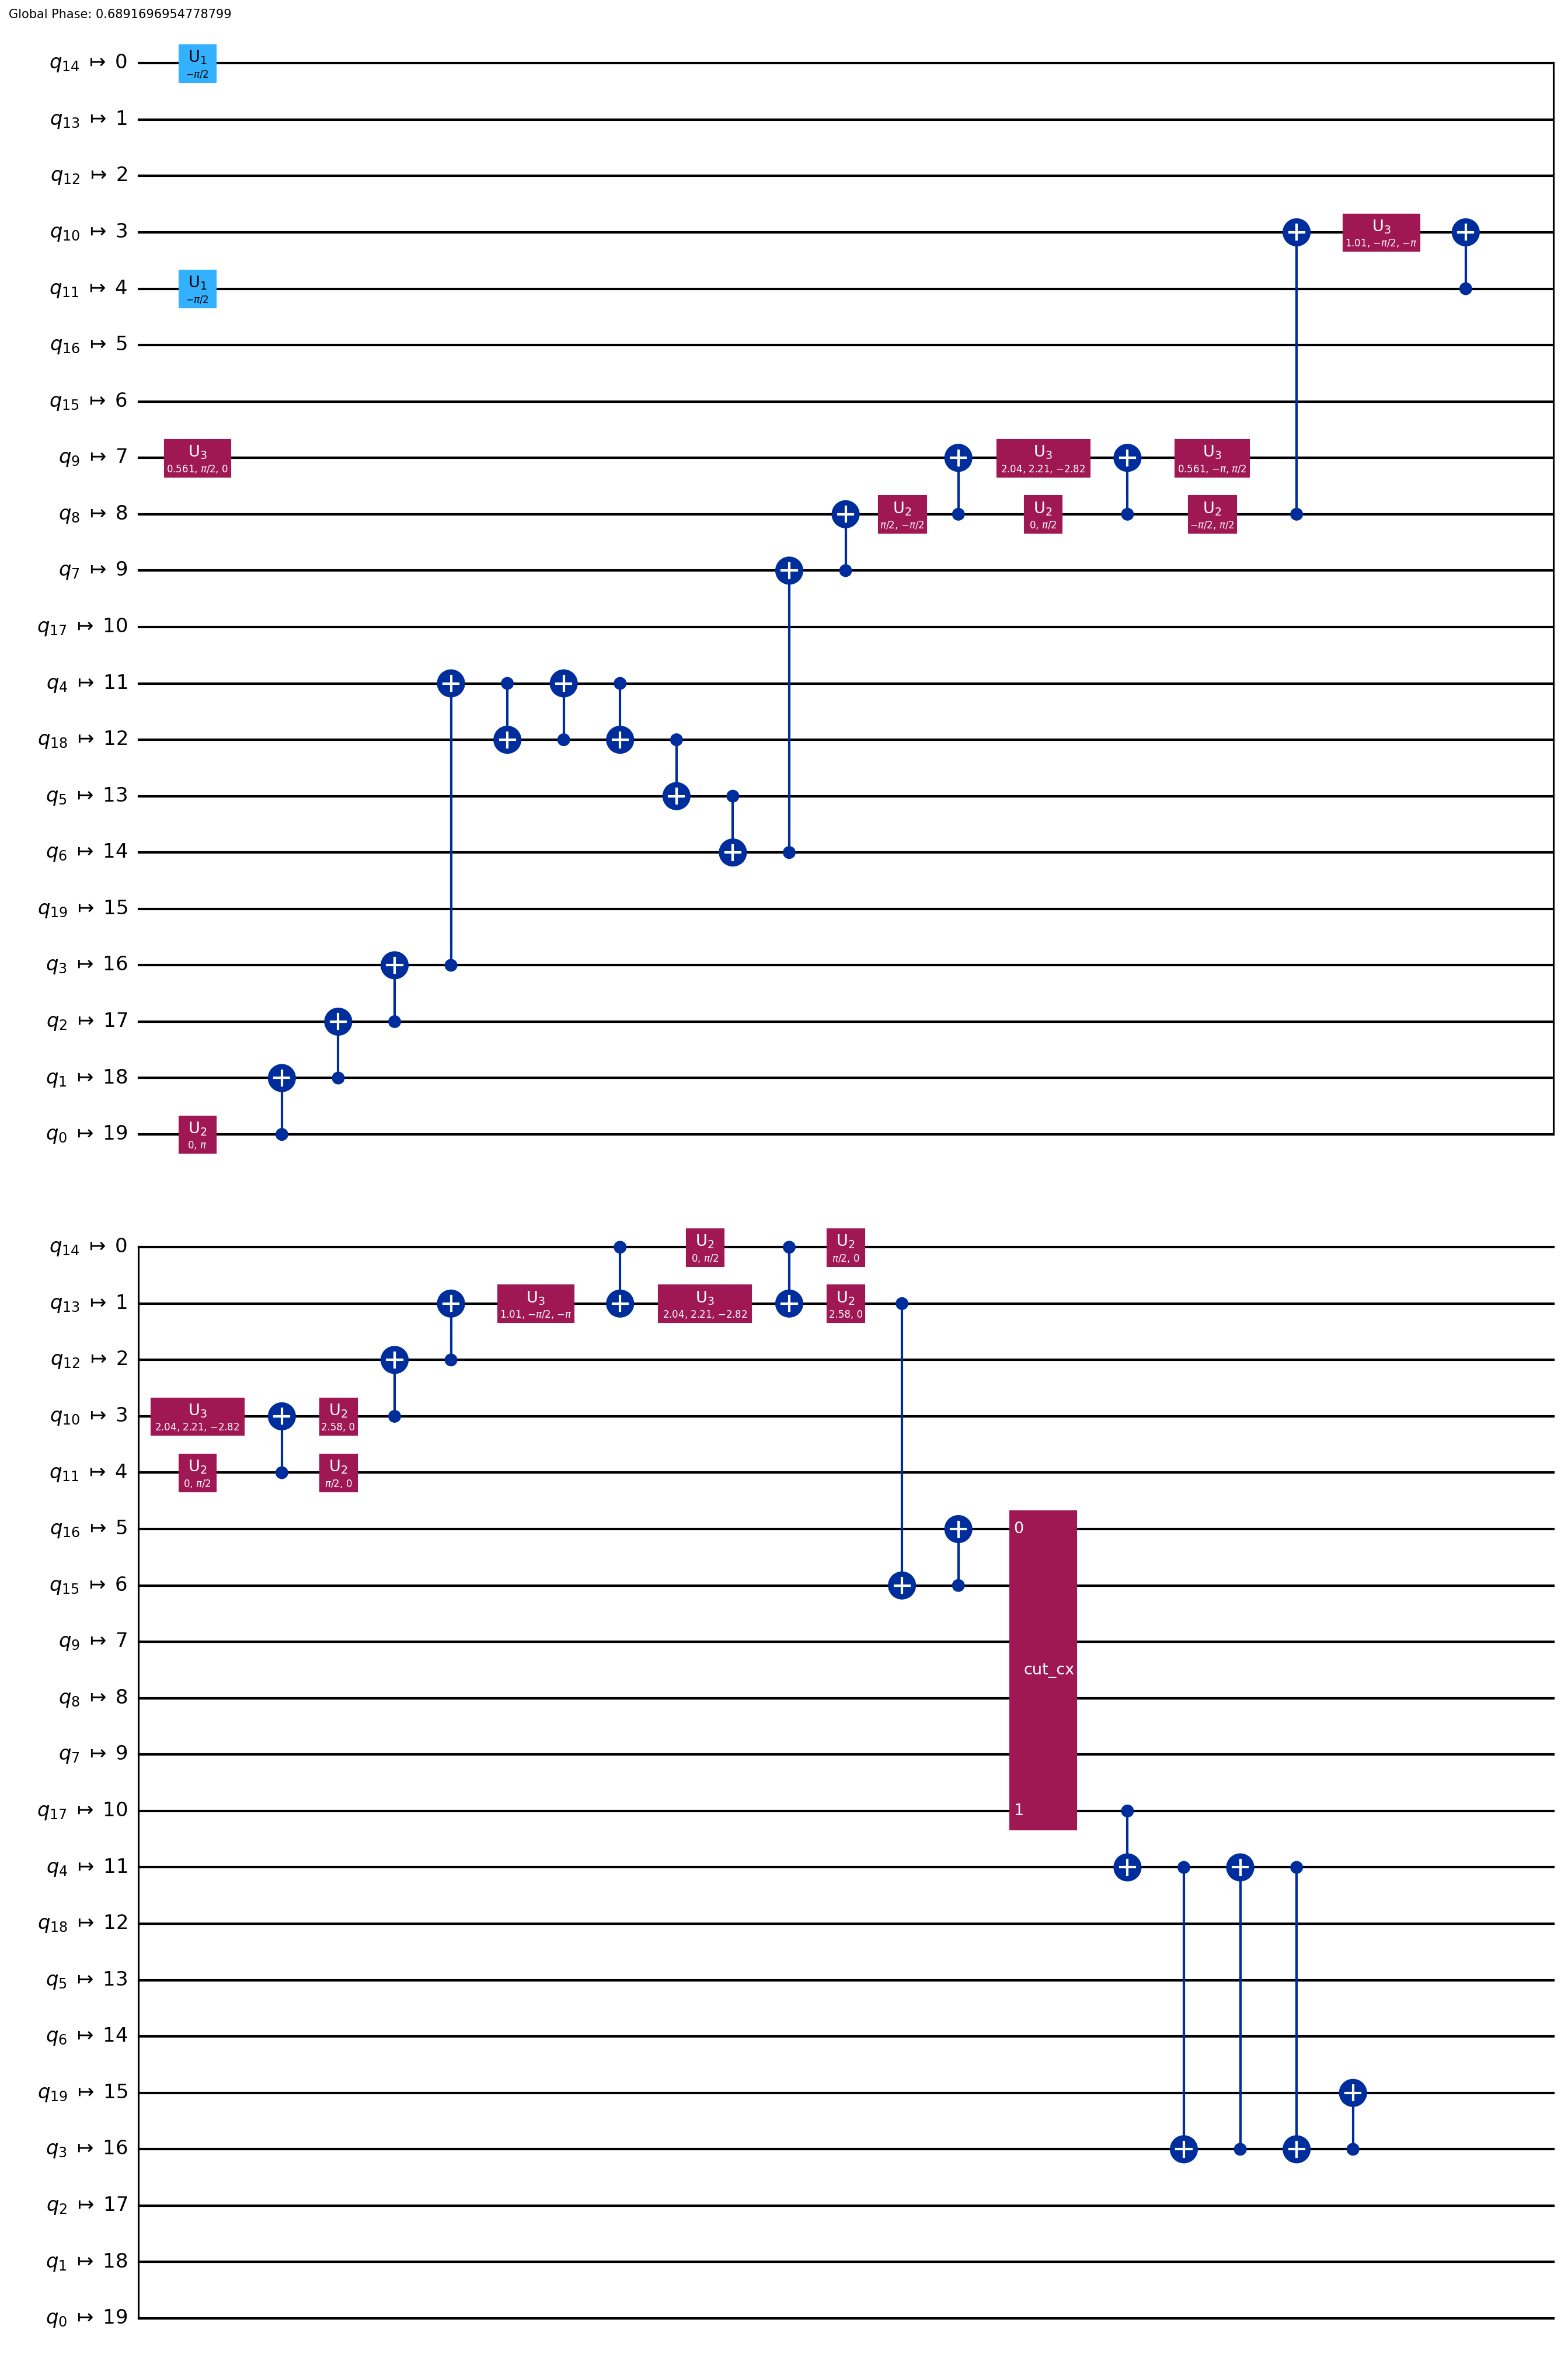 Global Phase: 0.6891696954778799
q14 ↦ 0 U1 −π/2
q13 ↦ 1
q12 ↦ 2
q10 ↦ 3 U3 1.01, −π/2, −π
q11 ↦ 4 U1 −π/2
q16 ↦ 5
q15 ↦ 6
q9 ↦ 7 U3 0.561, π/2, 0 U3 2.04, 2.21, −2.82 U3 0.561, −π, π/2
q8 ↦ 8 U2 π/2, −π/2 U2 0, π/2 U2 −π/2, π/2
q7 ↦ 9
q17 ↦ 10
q4 ↦ 11
q18 ↦ 12
q5 ↦ 13
q6 ↦ 14
q19 ↦ 15
q3 ↦ 16
q2 ↦ 17
q1 ↦ 18
q0 ↦ 19 U2 0, π
q14 ↦ 0 U2 0, π/2 U2 π/2, 0
q13 ↦ 1 U3 1.01, −π/2, −π U3 2.04, 2.21, −2.82 U2 2.58, 0
q12 ↦ 2
q10 ↦ 3 U3 2.04, 2.21, −2.82 U2 2.58, 0
q11 ↦ 4 U2 0, π/2 U2 π/2, 0
q16 ↦ 5 0
q15 ↦ 6
q9 ↦ 7
cut_cx
q8 ↦ 8
q7 ↦ 9
q17 ↦ 10 1
q4 ↦ 11
q18 ↦ 12
q5 ↦ 13
q6 ↦ 14
q19 ↦ 15
q3 ↦ 16
q2 ↦ 17
q1 ↦ 18
q0 ↦ 19